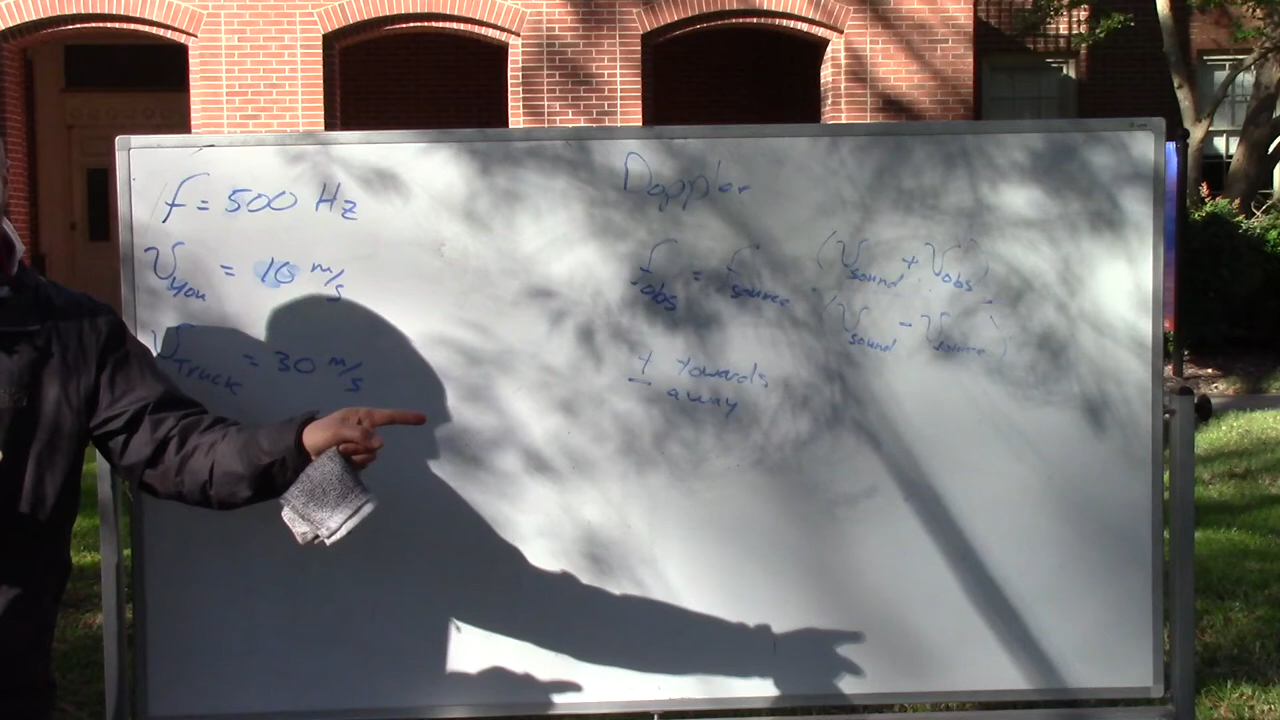 f = 500 Hz
V you = 10 m/s
V Truck = 30 m/s
Doppler
f obs = f source (V sound + V obs)
(V sound - V source)
+ towards
- away